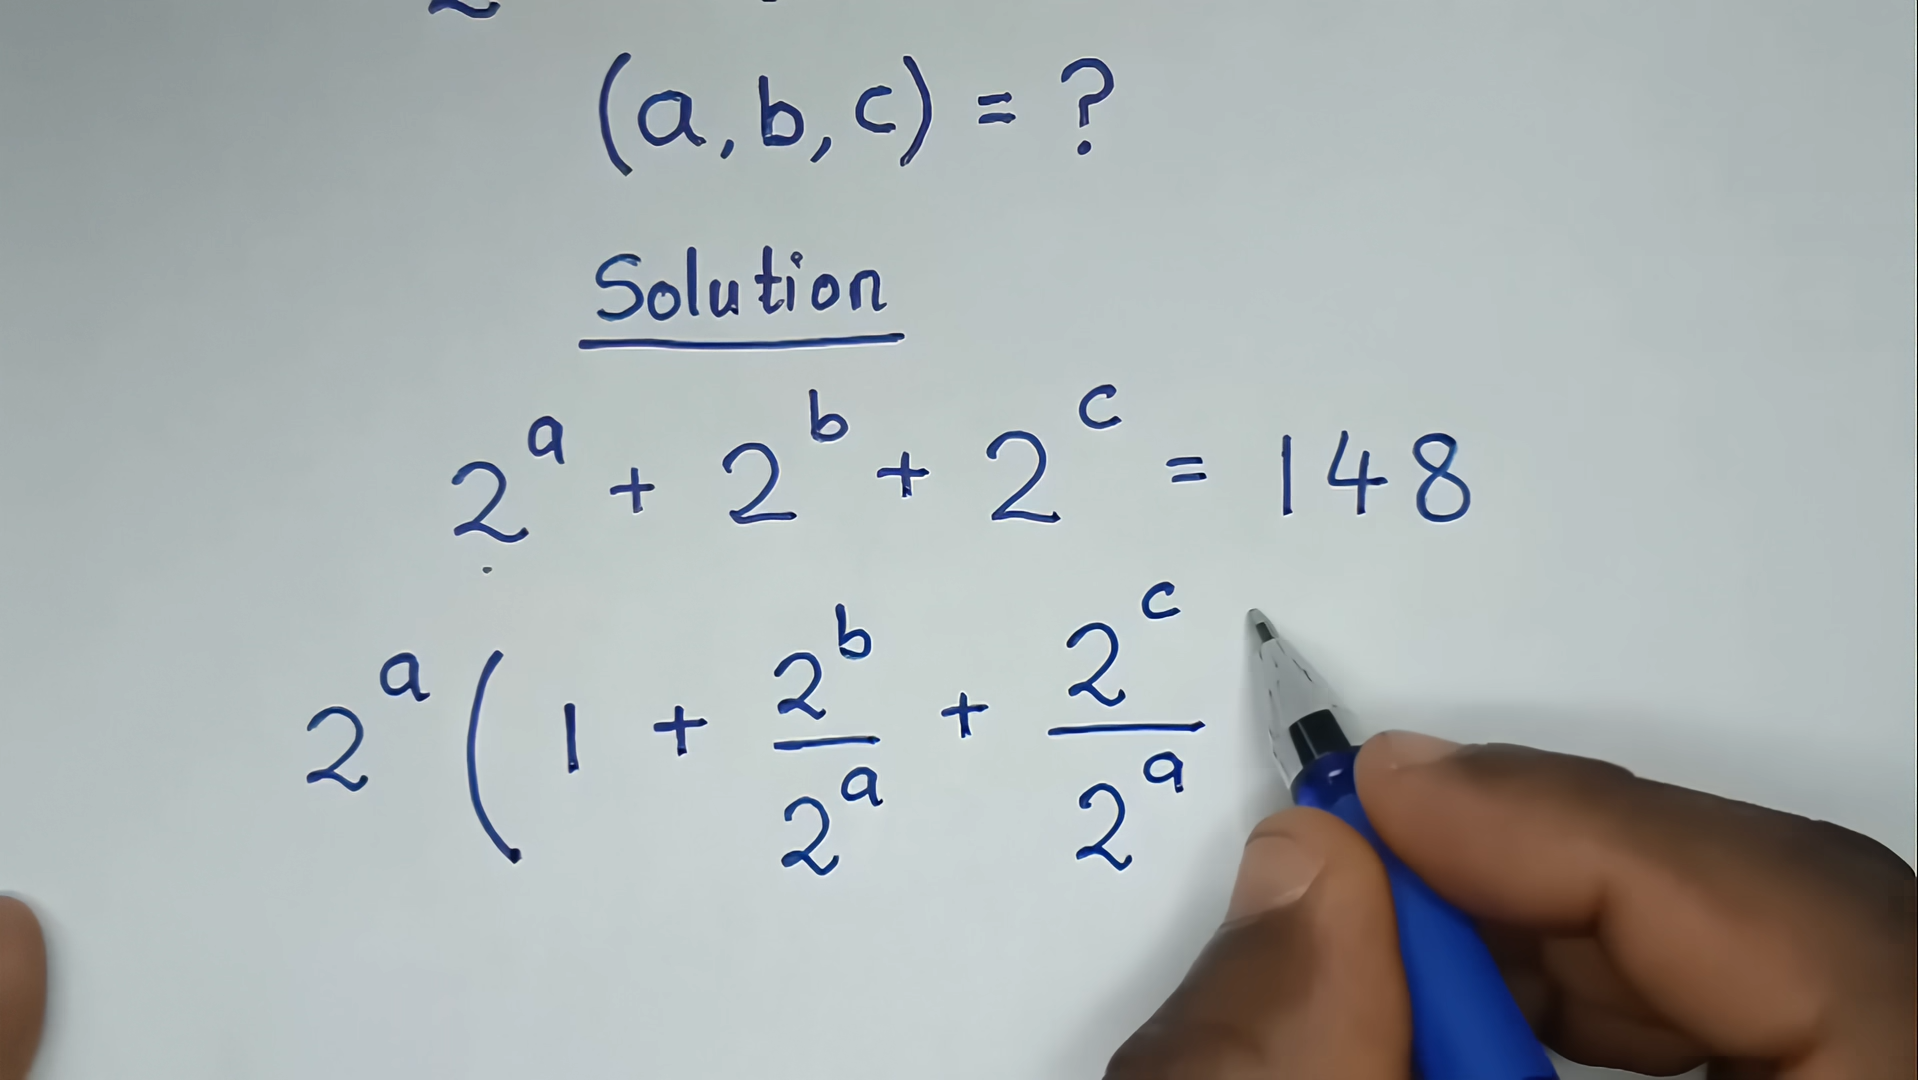 (a, b, c) = ?
Solution
2^a + 2^b + 2^c = 148
2^a ( 1 + 2^b/2^a + 2^c/2^a